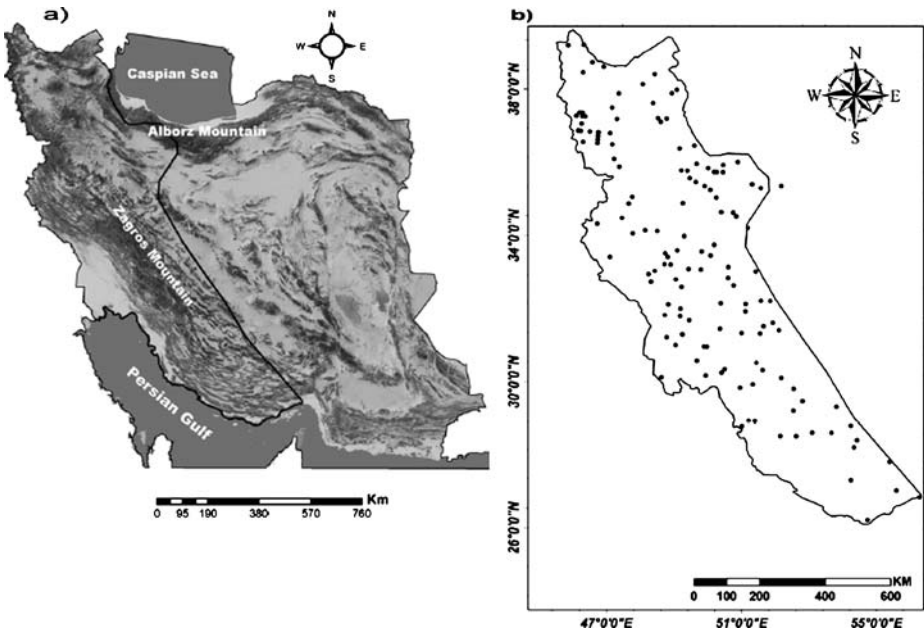 a)
N
W E
S
Caspian Sea
Alborz Mountain
Zagros Mountain
Persian Gulf
Km
0 95 190 380 570 760
b)
N
W E
S
38°0'0"N
34°0'0"N
30°0'0"N
26°0'0"N
KM
0 100 200 400 600
47°0'0"E 51°0'0"E 55°0'0"E